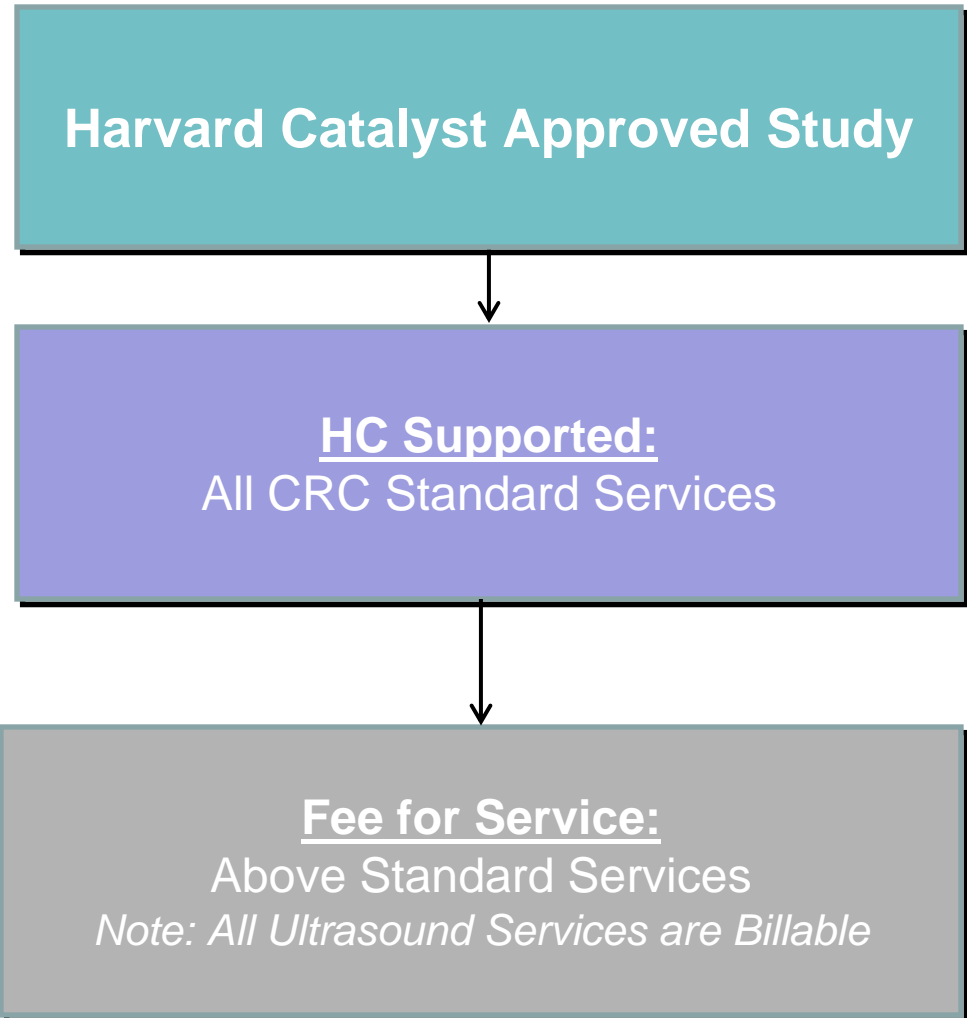 Harvard Catalyst Approved Study
HC Supported:
All CRC Standard Services
Fee for Service:
Above Standard Services
Note: All Ultrasound Services are Billable